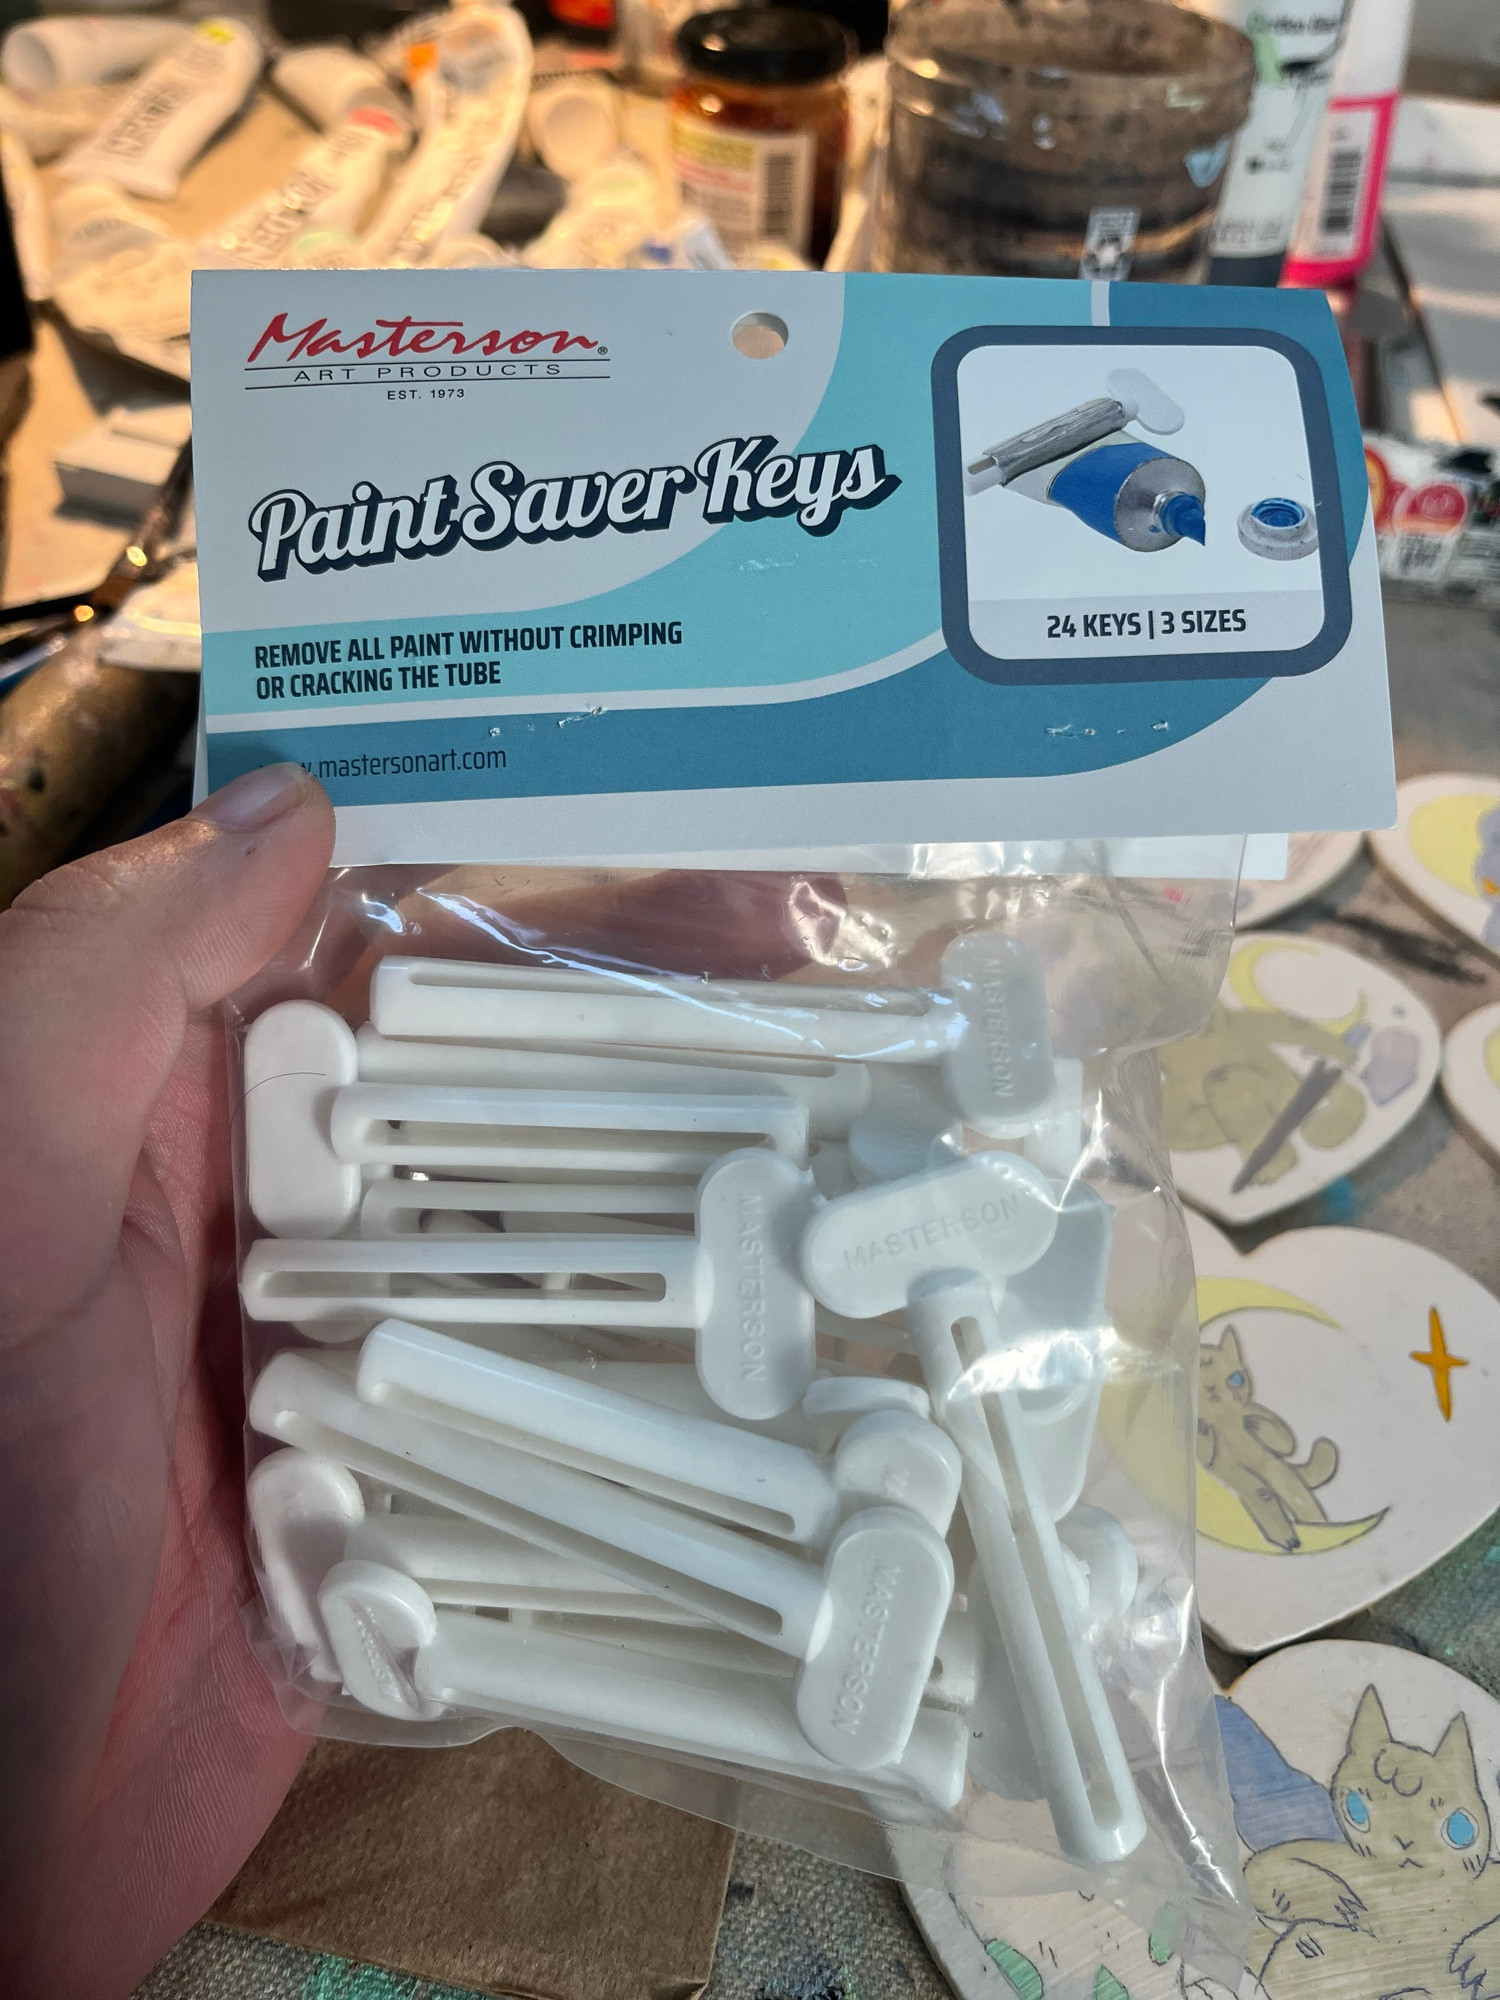 Masterson®
ART PRODUCTS
EST. 1973
Paint Saver Keys
REMOVE ALL PAINT WITHOUT CRIMPING
OR CRACKING THE TUBE
24 KEYS | 3 SIZES
.mastersonart.com
MASTERSON
MASTERSON
MASTERSON
MASTERSON